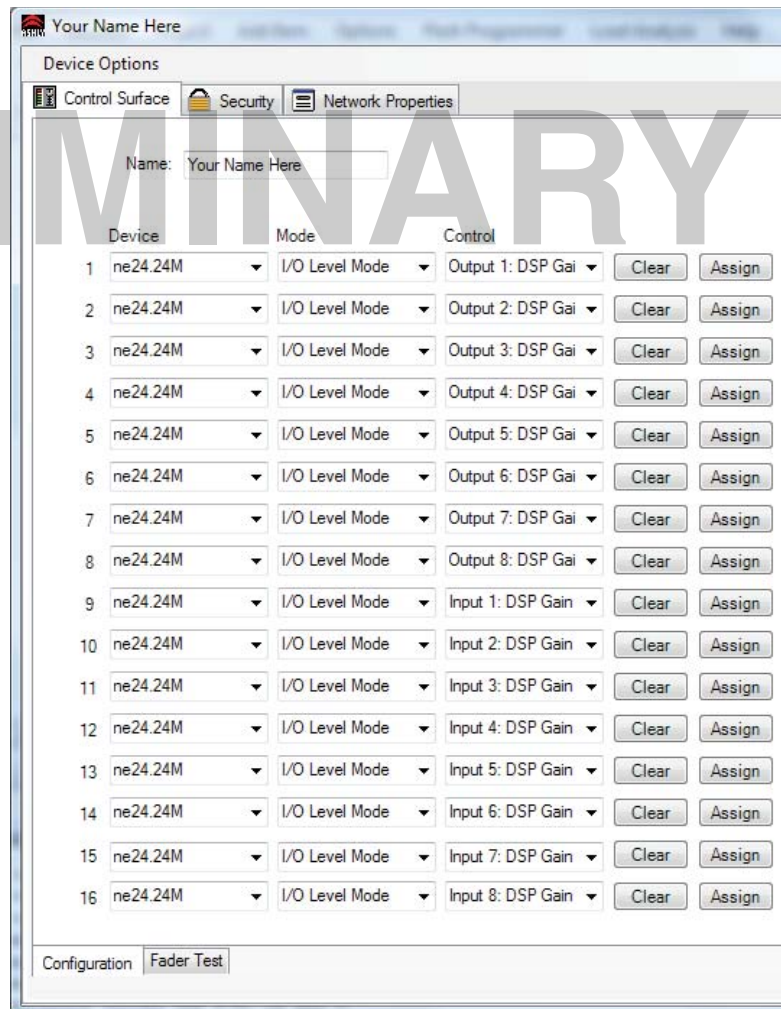 Your Name Here
Device Options
Control Surface Security Network Properties
MINARY
Name: Your Name Here
Device Mode Control
1 ne24.24M I/O Level Mode Output 1: DSP Gai Clear Assign
2 ne24.24M I/O Level Mode Output 2: DSP Gai Clear Assign
3 ne24.24M I/O Level Mode Output 3: DSP Gai Clear Assign
4 ne24.24M I/O Level Mode Output 4: DSP Gai Clear Assign
5 ne24.24M I/O Level Mode Output 5: DSP Gai Clear Assign
6 ne24.24M I/O Level Mode Output 6: DSP Gai Clear Assign
7 ne24.24M I/O Level Mode Output 7: DSP Gai Clear Assign
8 ne24.24M I/O Level Mode Output 8: DSP Gai Clear Assign
9 ne24.24M I/O Level Mode Input 1: DSP Gain Clear Assign
10 ne24.24M I/O Level Mode Input 2: DSP Gain Clear Assign
11 ne24.24M I/O Level Mode Input 3: DSP Gain Clear Assign
12 ne24.24M I/O Level Mode Input 4: DSP Gain Clear Assign
13 ne24.24M I/O Level Mode Input 5: DSP Gain Clear Assign
14 ne24.24M I/O Level Mode Input 6: DSP Gain Clear Assign
15 ne24.24M I/O Level Mode Input 7: DSP Gain Clear Assign
16 ne24.24M I/O Level Mode Input 8: DSP Gain Clear Assign
Configuration Fader Test